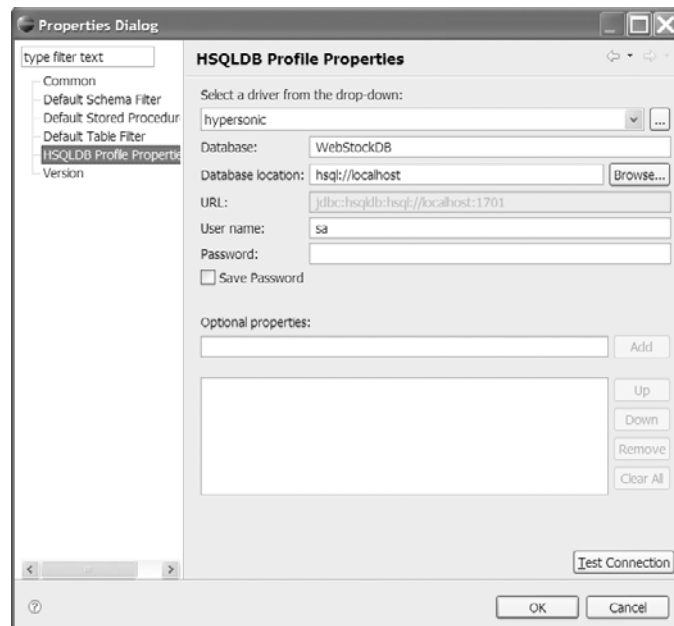 Properties Dialog
type filter text
Common
Default Schema Filter
Default Stored Procedur
Default Table Filter
HSQLDB Profile Propertie
Version
HSQLDB Profile Properties
Select a driver from the drop-down:
hypersonic
...
Database: WebStockDB
Database location: hsql://localhost Browse...
URL: jdbc:hsqldb:hsql://localhost:1701
User name: sa
Password:
Save Password
Optional properties:
Add
Up
Down
Remove
Clear All
Test Connection
OK Cancel